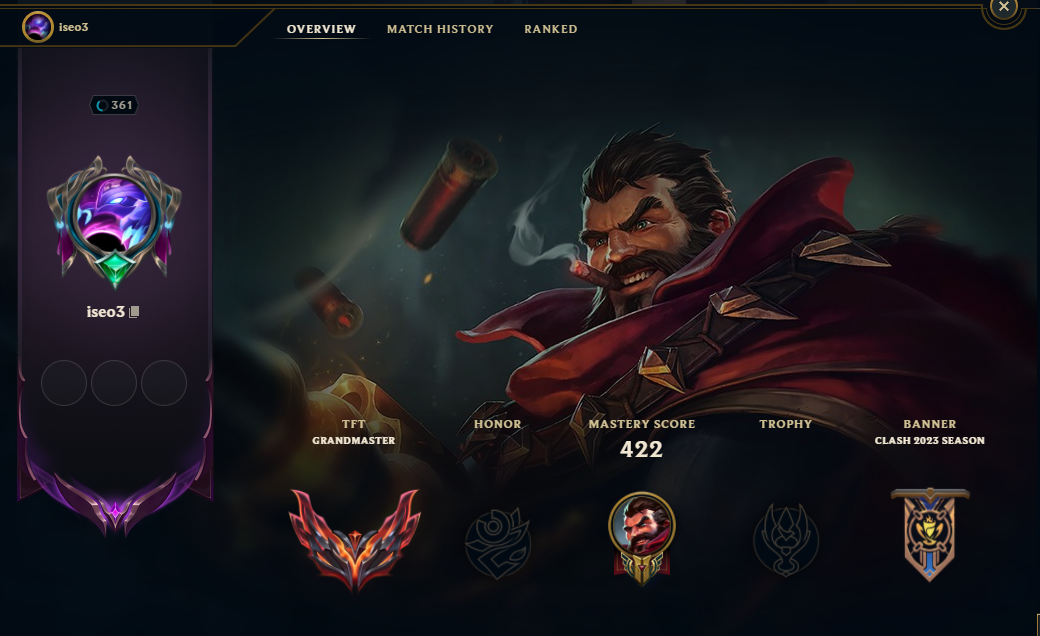 iseo3
OVERVIEW
MATCH HISTORY
RANKED
361
iseo3
TFT
GRANDMASTER
HONOR
MASTERY SCORE
422
TROPHY
BANNER
CLASH 2023 SEASON